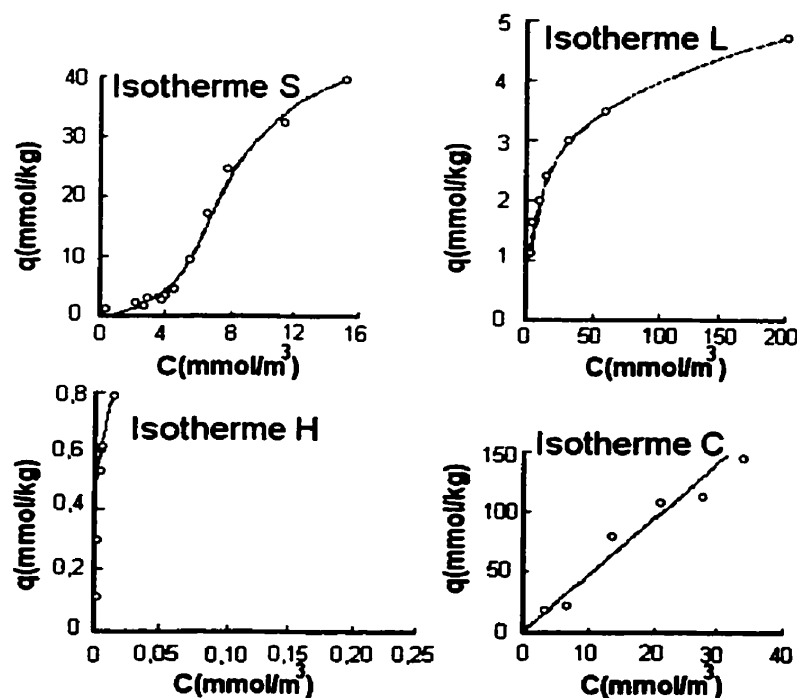 Isotherme S
q(mmol/kg)
40
30
20
10
0
0 4 8 12 16
C(mmol/m³)
Isotherme L
q(mmol/kg)
5
4
3
2
1
0
0 50 100 150 200
C(mmol/m³)
Isotherme H
q(mmol/kg)
0,8
0,6
0,4
0,2
0
0 0,05 0,10 0,15 0,20 0,25
C(mmol/m³)
Isotherme C
q(mmol/kg)
150
100
50
0
0 10 20 30 40
C(mmol/m³)